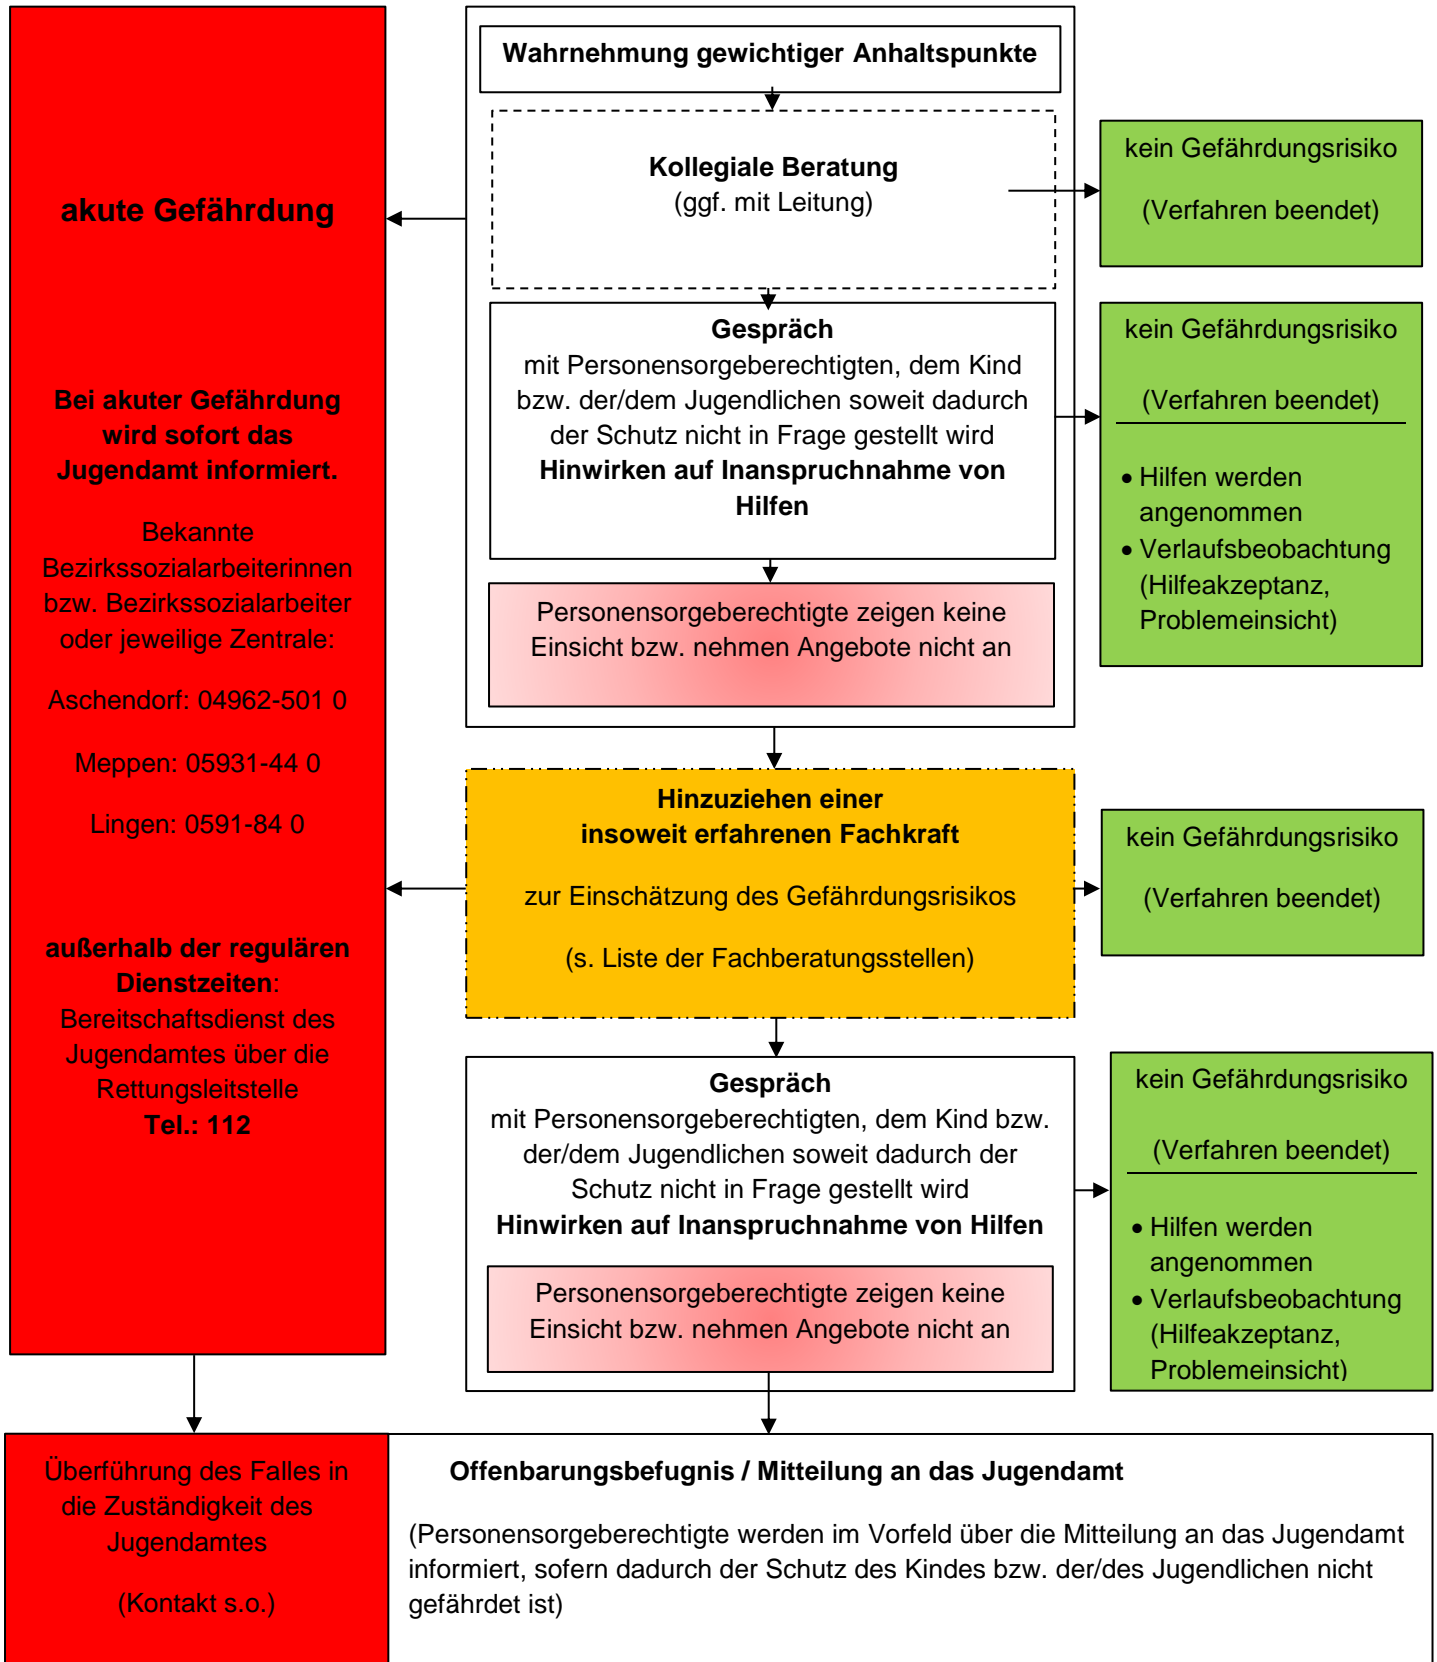 akute Gefährdung
Bei akuter Gefährdung
wird sofort das
Jugendamt informiert.
Bekannte
Bezirkssozialarbeiterinnen
bzw. Bezirkssozialarbeiter
oder jeweilige Zentrale:
Aschendorf: 04962-501 0
Meppen: 05931-44 0
Lingen: 0591-84 0
außerhalb der regulären
Dienstzeiten:
Bereitschaftsdienst des
Jugendamtes über die
Rettungsleitstelle
Tel.: 112
Wahrnehmung gewichtiger Anhaltspunkte
Kollegiale Beratung
(ggf. mit Leitung)
kein Gefährdungsrisiko
(Verfahren beendet)
Gespräch
mit Personensorgeberechtigten, dem Kind
bzw. der/dem Jugendlichen soweit dadurch
der Schutz nicht in Frage gestellt wird
Hinwirken auf Inanspruchnahme von
Hilfen
Personensorgeberechtigte zeigen keine
Einsicht bzw. nehmen Angebote nicht an
kein Gefährdungsrisiko
(Verfahren beendet)
• Hilfen werden
angenommen
• Verlaufsbeobachtung
(Hilfeakzeptanz,
Problemeinsicht)
Hinzuziehen einer
insoweit erfahrenen Fachkraft
zur Einschätzung des Gefährdungsrisikos
(s. Liste der Fachberatungsstellen)
kein Gefährdungsrisiko
(Verfahren beendet)
Gespräch
mit Personensorgeberechtigten, dem Kind bzw.
der/dem Jugendlichen soweit dadurch der
Schutz nicht in Frage gestellt wird
Hinwirken auf Inanspruchnahme von Hilfen
Personensorgeberechtigte zeigen keine
Einsicht bzw. nehmen Angebote nicht an
kein Gefährdungsrisiko
(Verfahren beendet)
• Hilfen werden
angenommen
• Verlaufsbeobachtung
(Hilfeakzeptanz,
Problemeinsicht)
Überführung des Falles in
die Zuständigkeit des
Jugendamtes
(Kontakt s.o.)
Offenbarungsbefugnis / Mitteilung an das Jugendamt
(Personensorgeberechtigte werden im Vorfeld über die Mitteilung an das Jugendamt
informiert, sofern dadurch der Schutz des Kindes bzw. der/des Jugendlichen nicht
gefährdet ist)